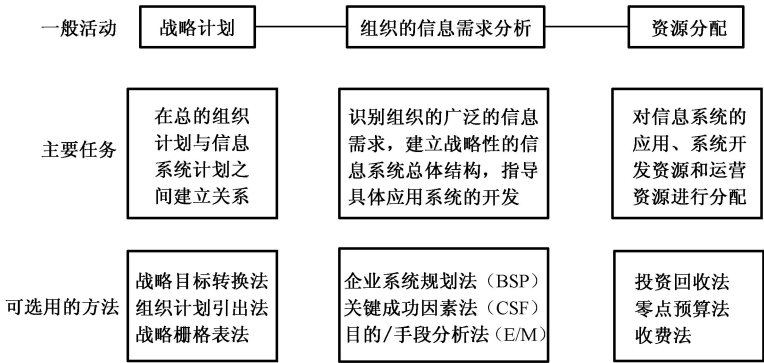 一般活动 战略计划 组织的信息需求分析 资源分配
主要任务
在总的组织
计划与信息
系统计划之
间建立关系
识别组织的广泛的信息
需求，建立战略性的信
息系统总体结构，指导
具体应用系统的开发
对信息系统的
应用、系统开
发资源和运营
资源进行分配
可选用的方法
战略目标转换法
组织计划引出法
战略栅格表法
企业系统规划法（BSP）
关键成功因素法（CSF）
目的/手段分析法（E/M）
投资回收法
零点预算法
收费法